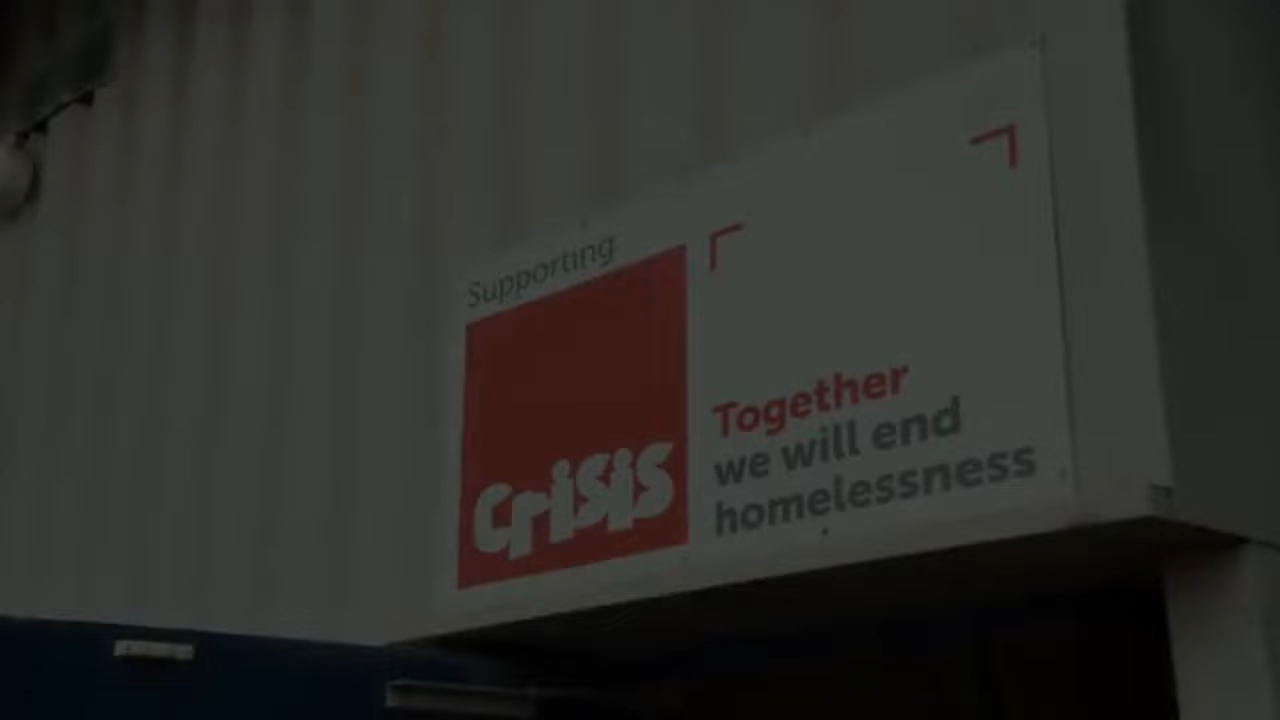 Supporting
Crisis
Together
we will end
homelessness